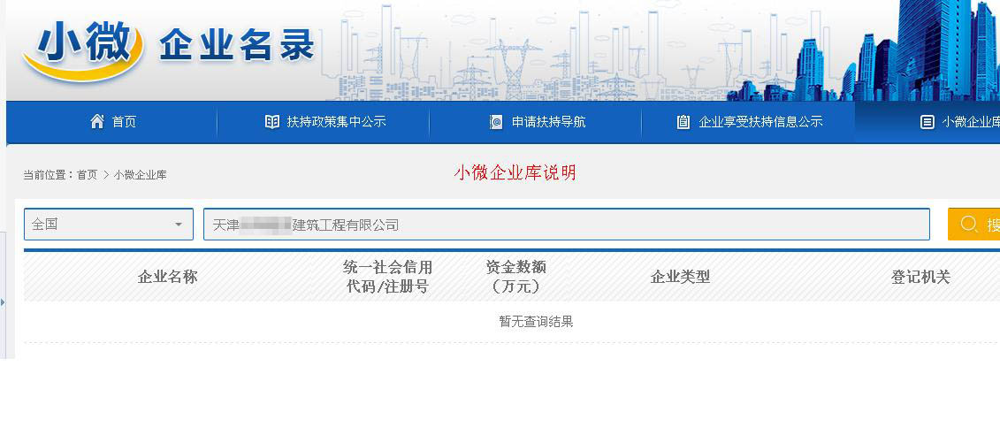 小微 企业名录
首页 扶持政策集中公示 申请扶持导航 企业享受扶持信息公示 小微企业库
当前位置：首页 > 小微企业库
小微企业库说明
全国 天津 建筑工程有限公司 搜
企业名称 统一社会信用代码/注册号 资金数额（万元） 企业类型 登记机关
暂无查询结果